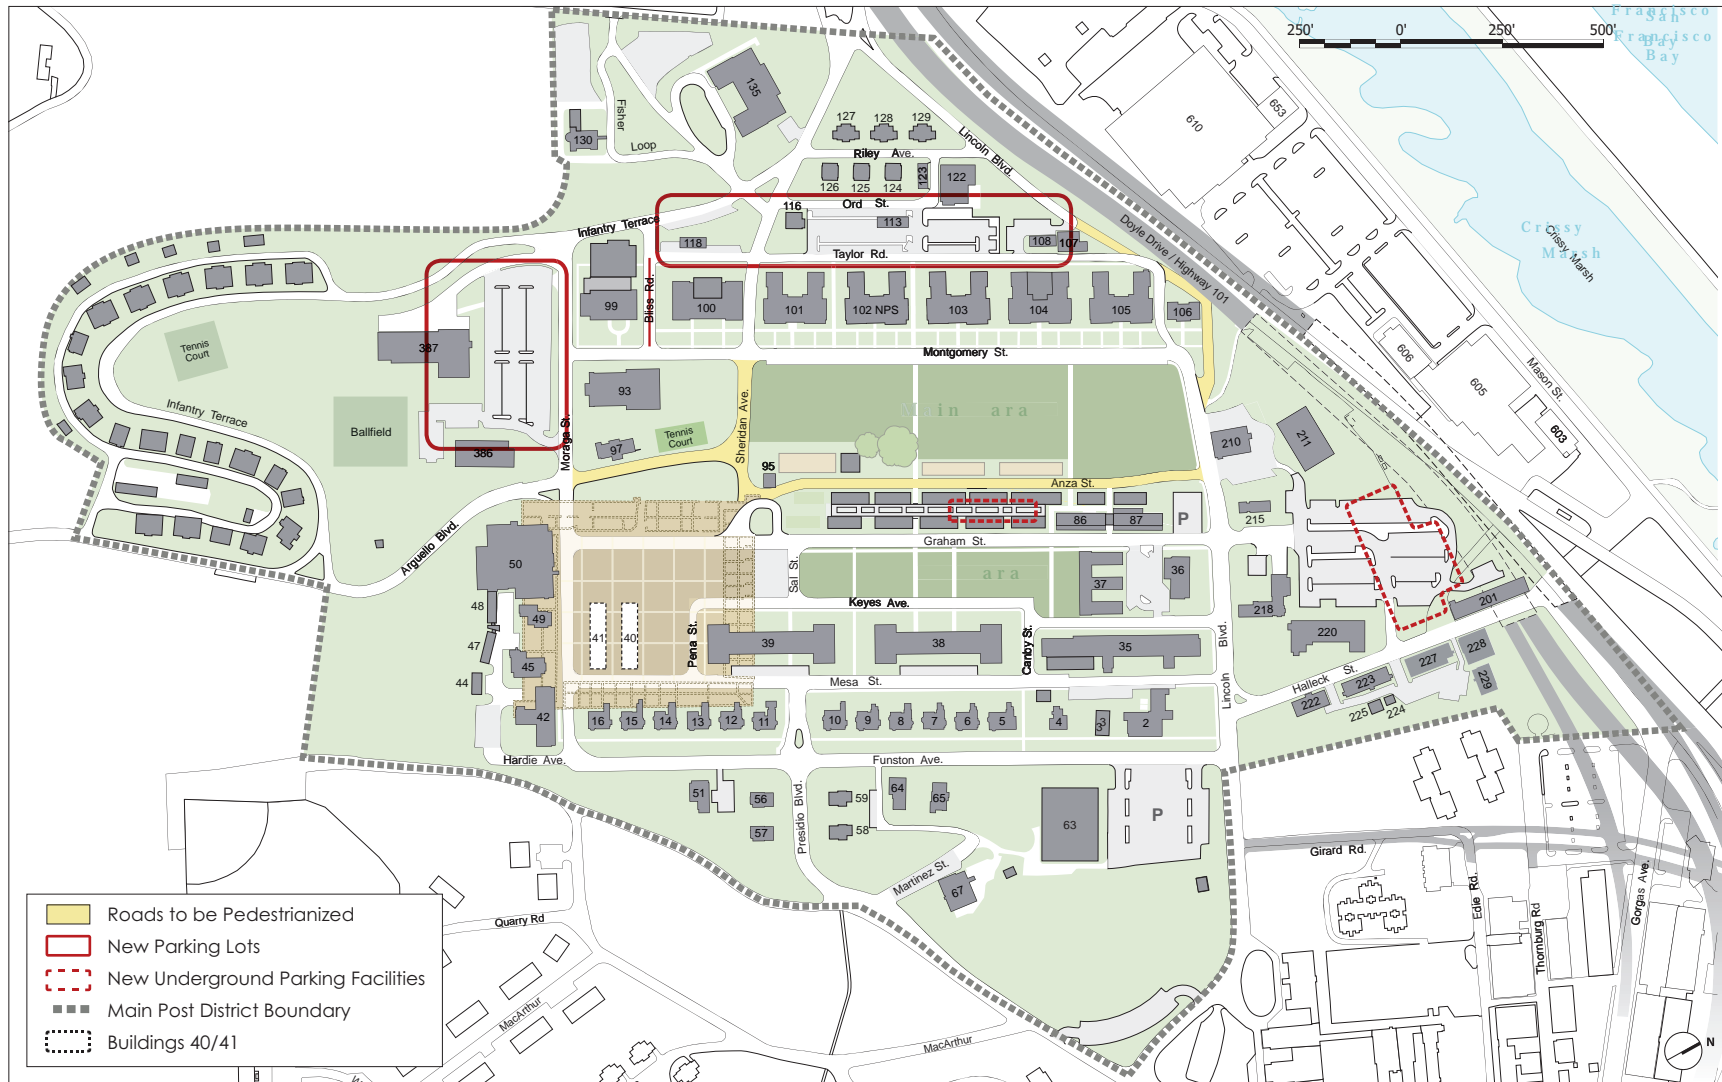 250'
0'
250'
500'
Francisco
San
Francisco
Bay
Bay
Crissy
Marsh
Crissy Marsh
Mason St.
653
610
606
605
603
603
Doyle Drive / Highway 101
Lincoln Blvd.
Fisher
Loop
135
130
127
128
129
Riley Ave.
126
125
124
123
122
116
Ord St.
113
118
108
107
Taylor Rd.
Infantry Terrace
99
Bliss Rd.
100
101
102 NPS
103
104
105
106
Montgomery St.
387
386
Moraga St.
93
97
Tennis
Court
Sheridan Ave.
Main ara
95
Anza St.
86
87
P
Graham St.
Tennis
Court
Infantry Terrace
Ballfield
Arguello Blvd.
210
211
215
218
220
201
Sal St.
ara
37
36
Keyes Ave.
50
48
49
47
45
44
42
41
40
Pena St.
39
38
Canby St.
35
Mesa St.
Lincoln Blvd.
Halleck St.
222
223
225
224
227
228
229
16
15
14
13
12
11
10
9
8
7
6
5
4
3
3
2
Hardie Ave.
Funston Ave.
51
56
57
Presidio Blvd.
59
58
64
65
63
P
Martinez St.
67
Girard Rd.
Edie Rd.
Thornburg Rd
Gorgas Ave.
Quarry Rd
MacArthur
MacArthur
N
Roads to be Pedestrianized
New Parking Lots
New Underground Parking Facilities
Main Post District Boundary
Buildings 40/41